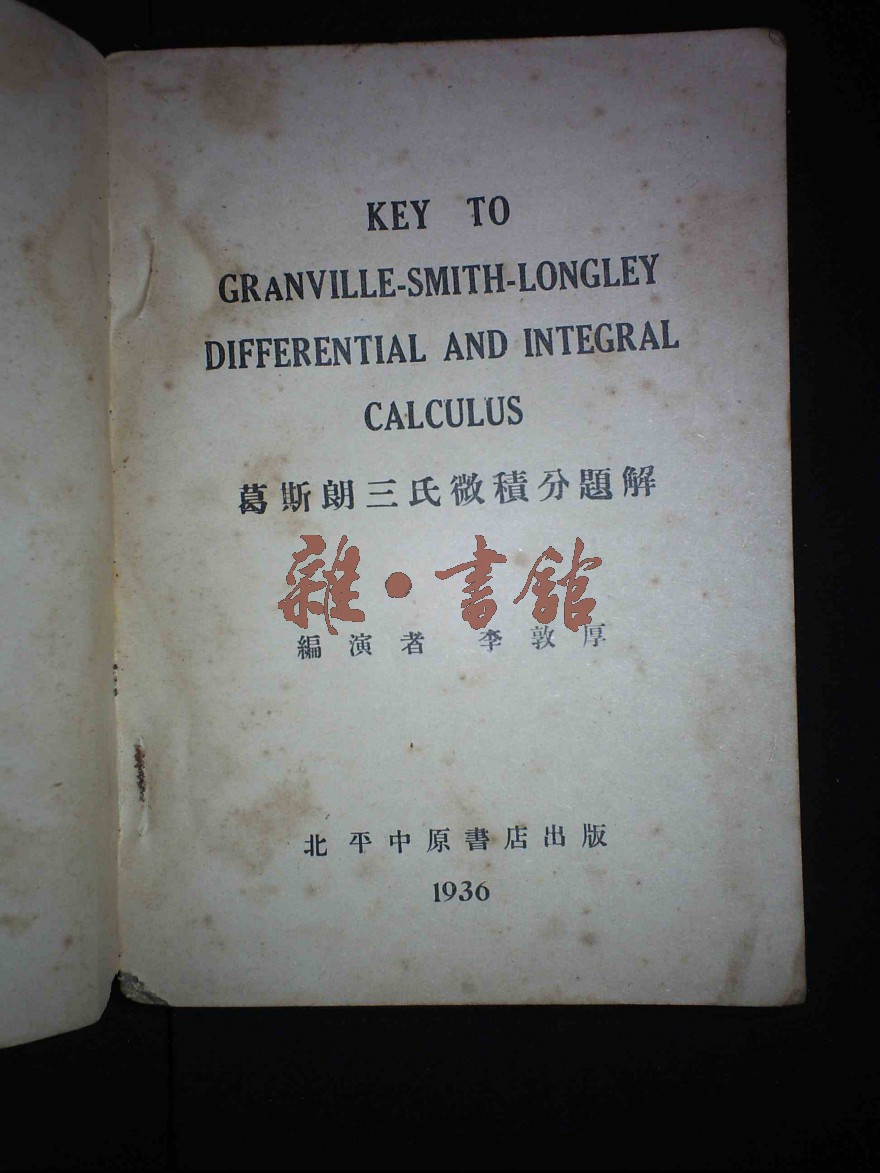 KEY TO
GRANVILLE-SMITH-LONGLEY
DIFFERENTIAL AND INTEGRAL
CALCULUS
葛斯朗三氏微積分題解
雜·書館
編演者 李敦厚
北平中原書店出版
1936